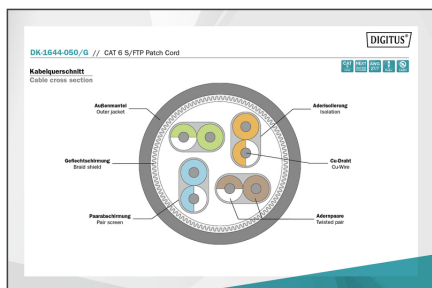 DIGITUS®
DK-1644-050/G // CAT 6 S/FTP Patch Cord
Kabelquerschnitt
Cable cross section
Außenmantel
Outer jacket
Aderisolierung
Isolation
Geflechtschirmung
Braid shield
Cu-Draht
Cu-Wire
Paarabschirmung
Pair screen
Adernpaare
Twisted pair